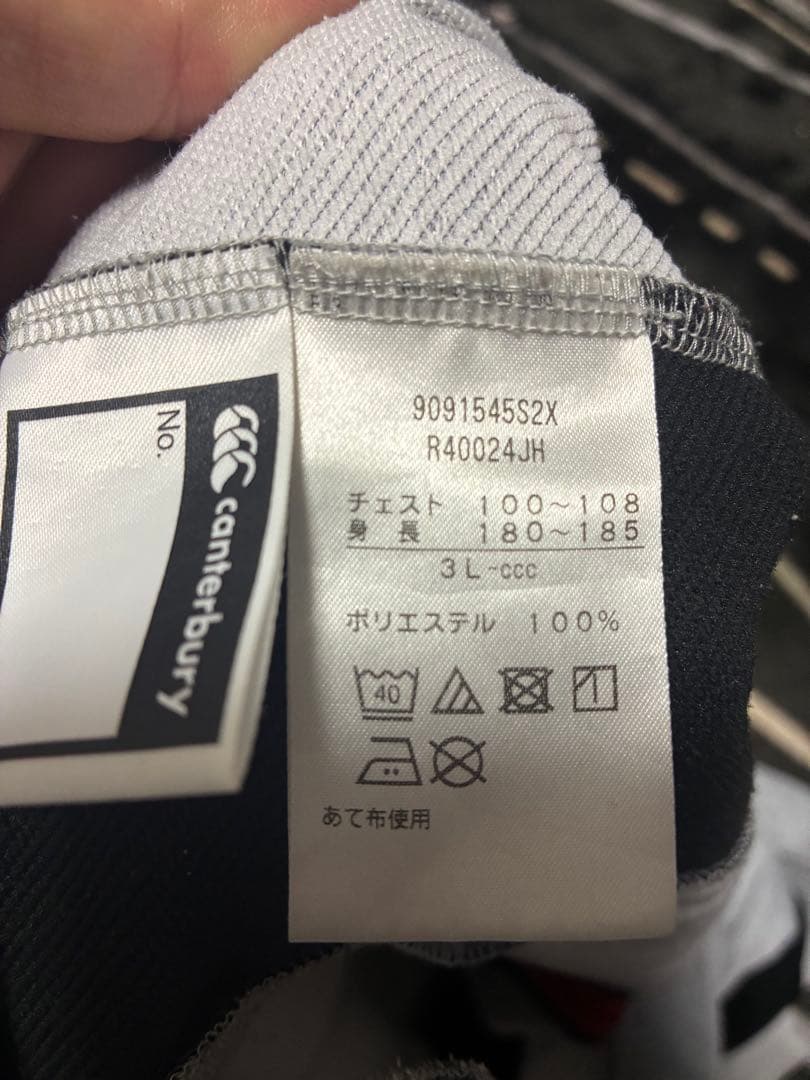 No.
canterbury
9091545S2X
R40024JH
チェスト 100～108
身長 180～185
3L-ccc
ポリエステル 100%
40
あて布使用